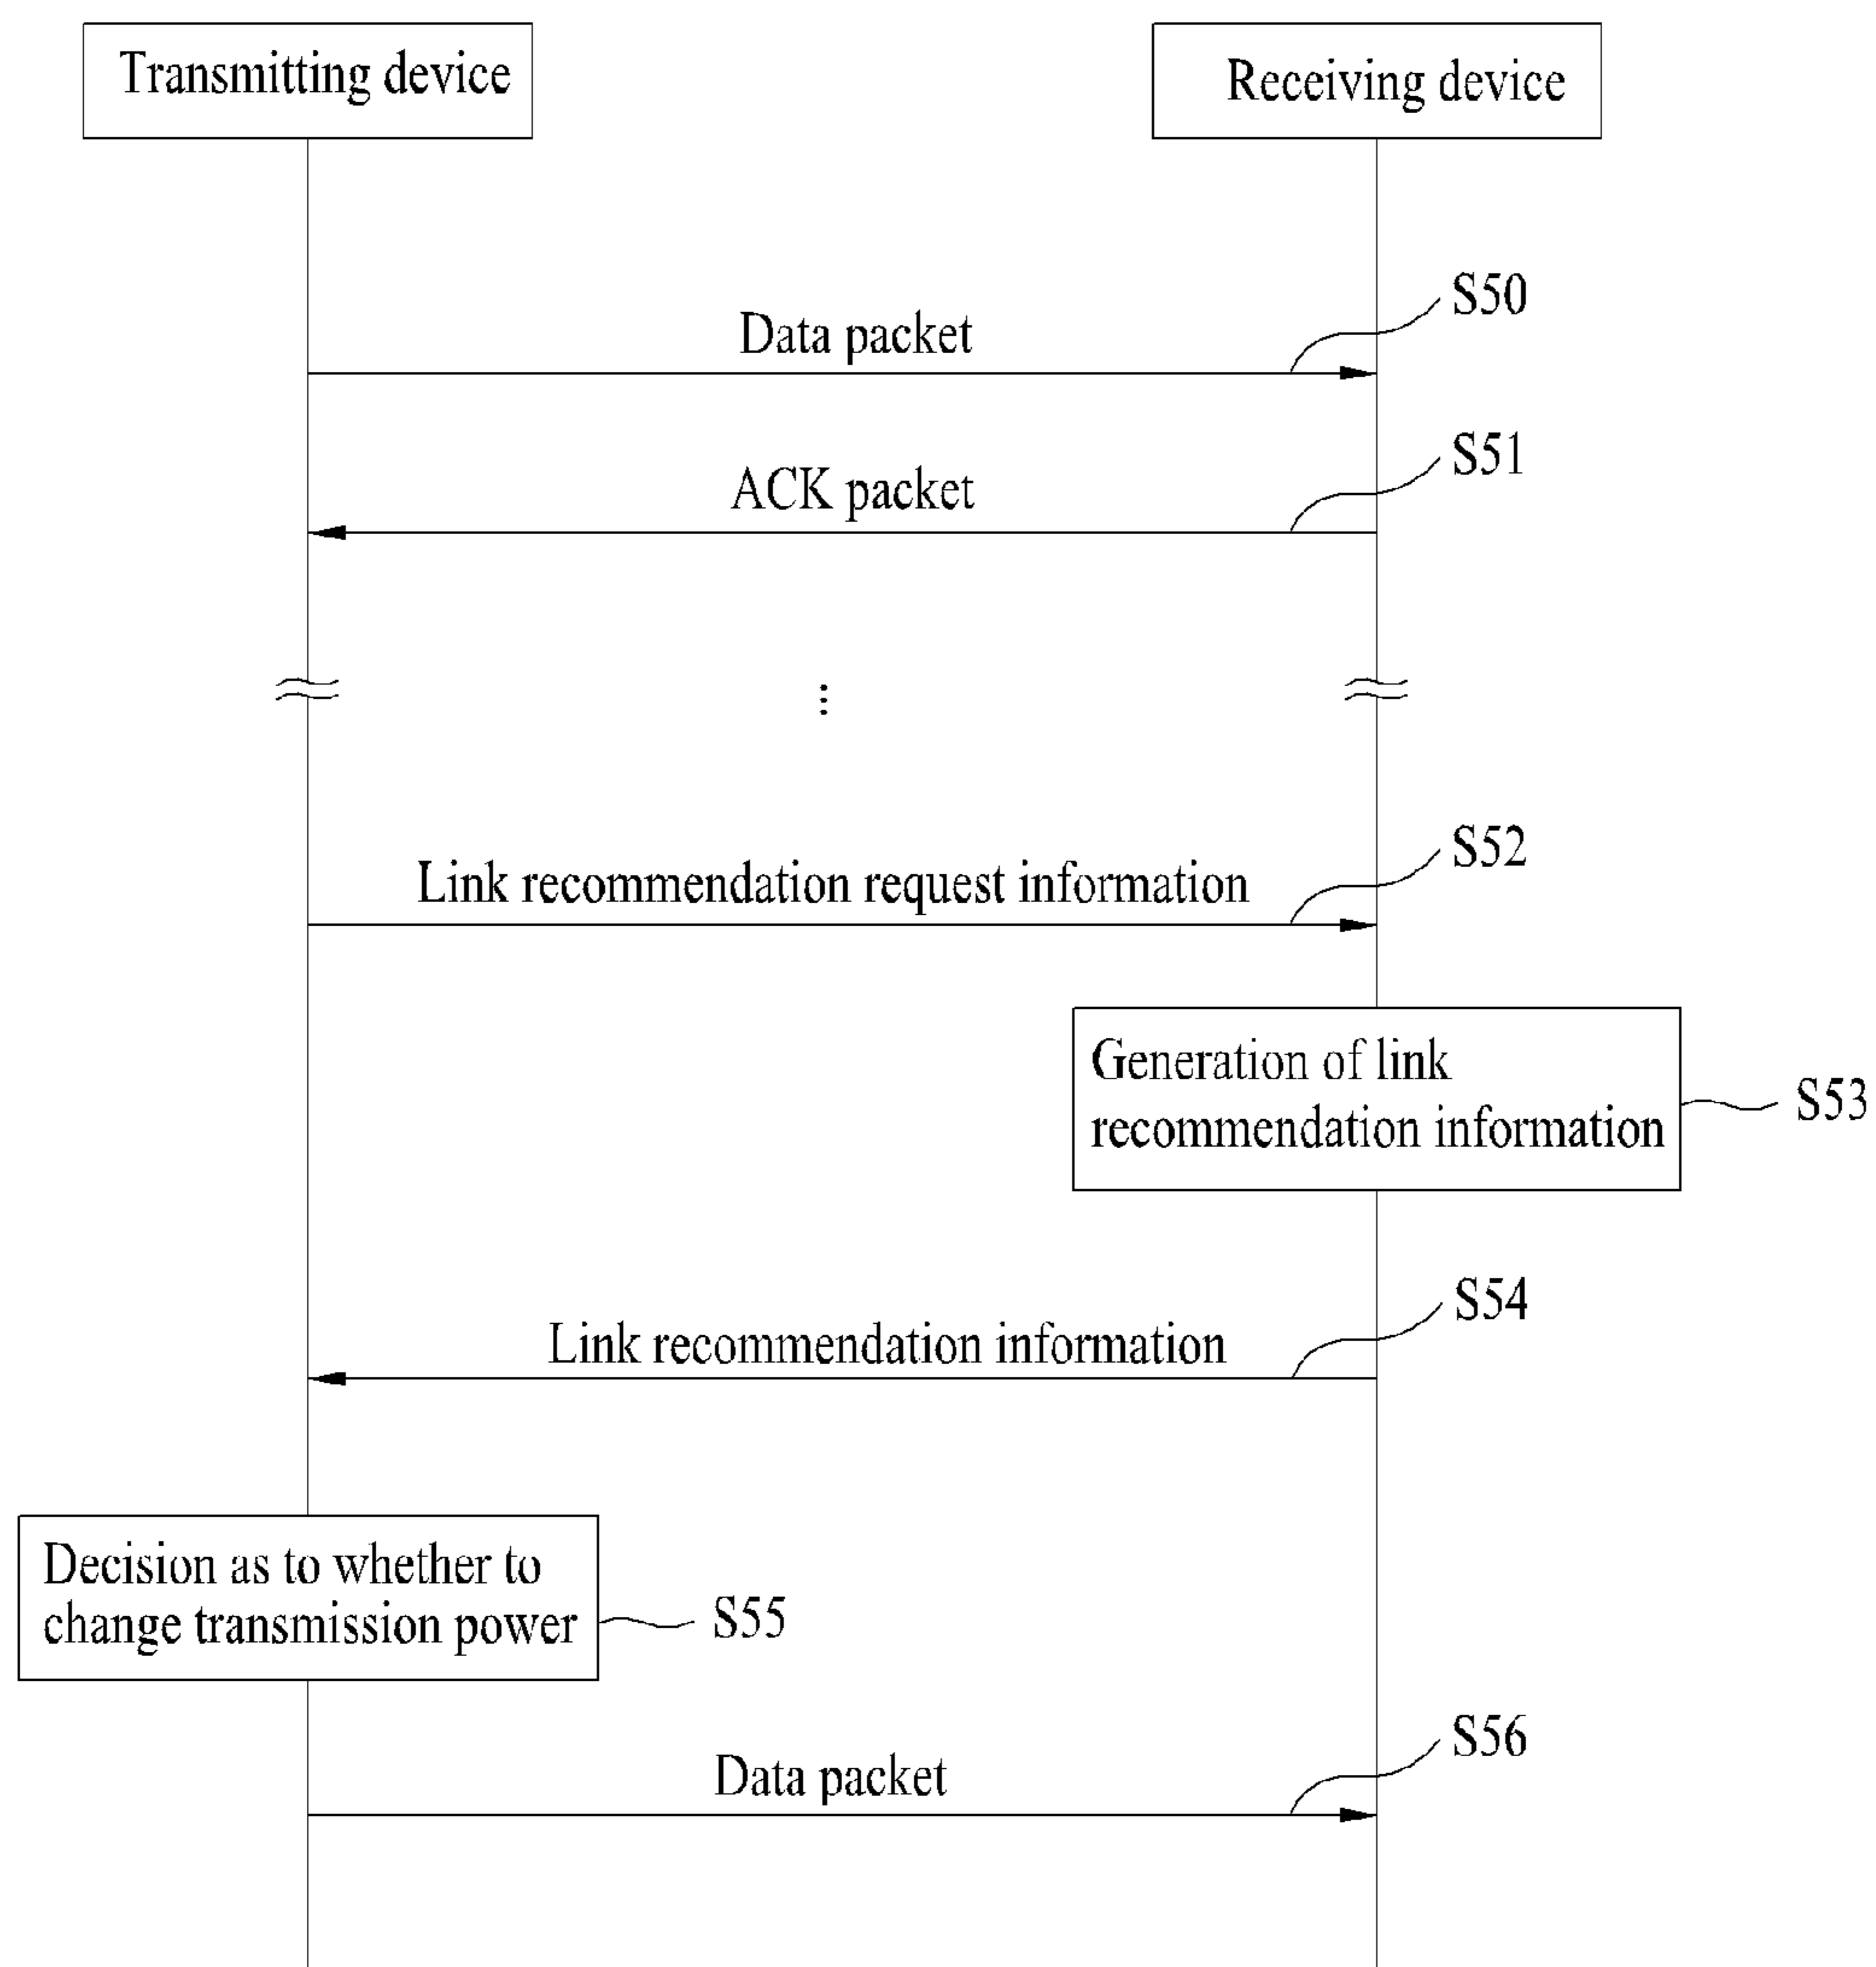 Transmitting device
Receiving device
S50
Data packet
S51
ACK packet
S52
Link recommendation request information
Generation of link
recommendation information
S53
S54
Link recommendation information
Decision as to whether to
change transmission power
S55
S56
Data packet